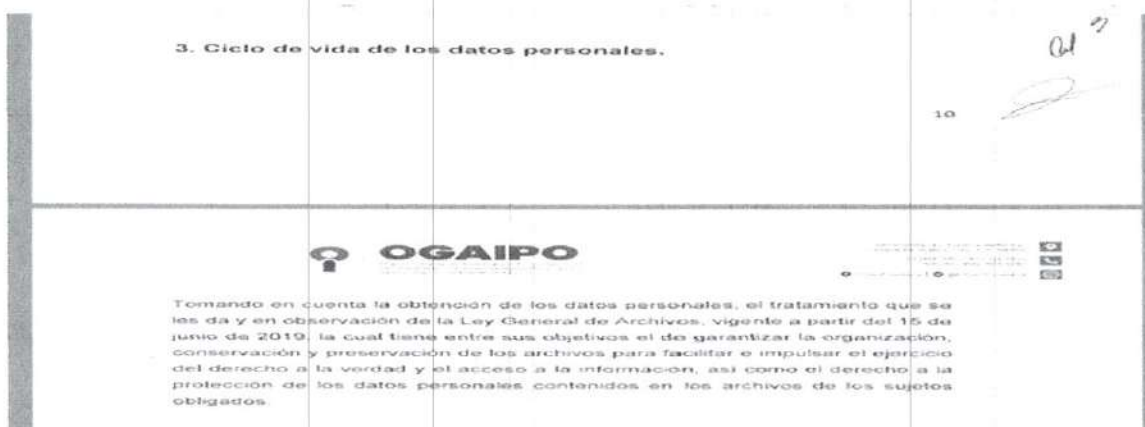 3. Ciclo de vida de los datos personales.
10
OGAIPO
Tomando en cuenta la obtención de los datos personales, el tratamiento que se
les da y en observación de la Ley General de Archivos, vigente a partir del 15 de
junio de 2019, la cual tiene entre sus objetivos el de garantizar la organización,
conservación y preservación de los archivos para facilitar e impulsar el ejercicio
del derecho a la verdad y el acceso a la información, así como el derecho a la
protección de los datos personales contenidos en los archivos de los sujetos
obligados.